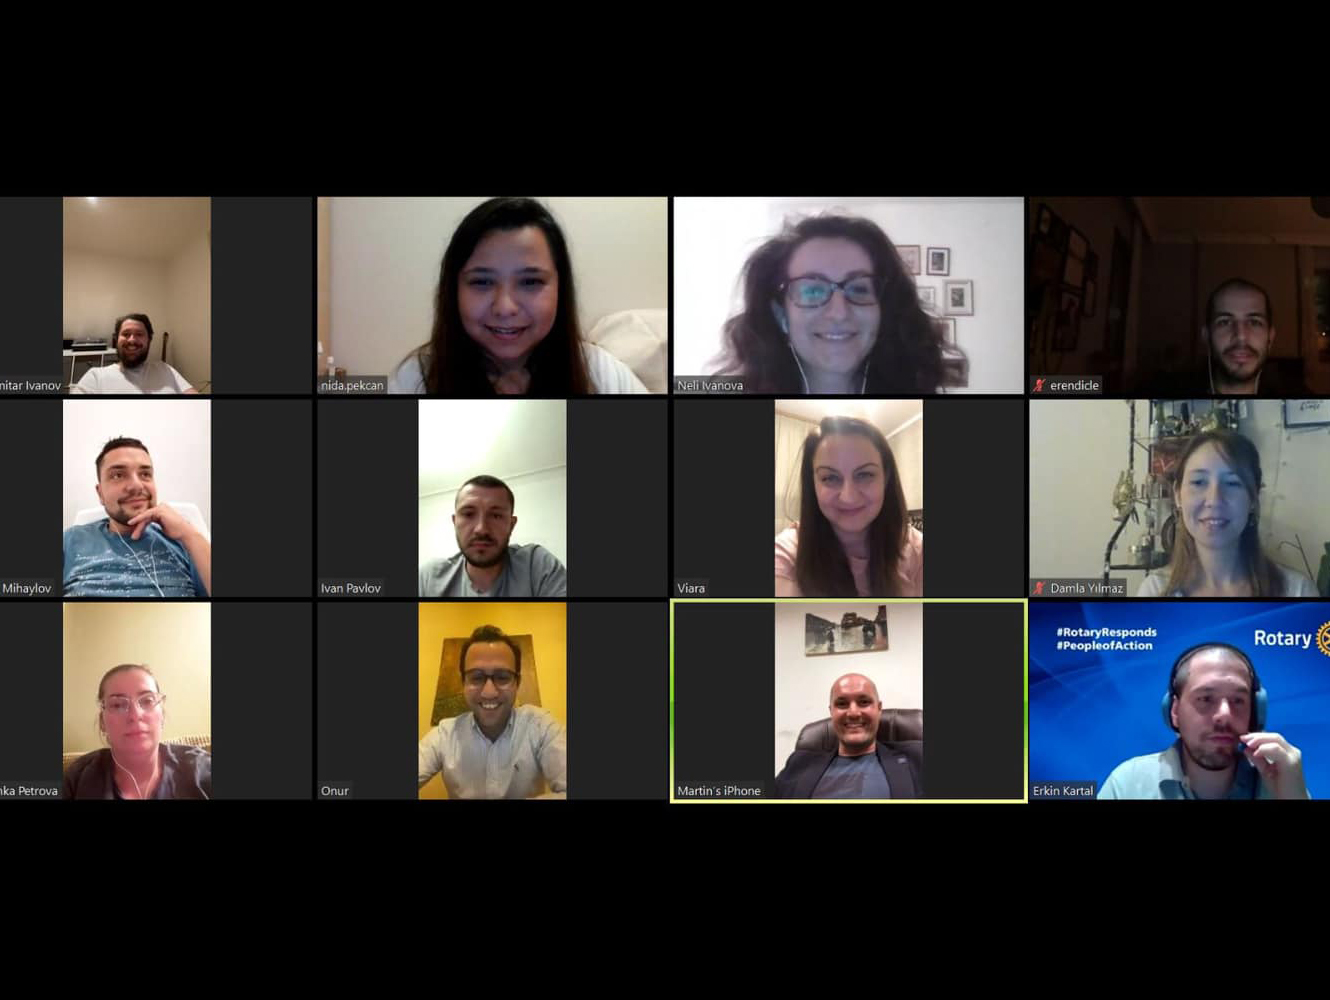 nitar Ivanov
nida.pekcan
Neli Ivanova
erendicle
Mihaylov
Ivan Pavlov
Viara
Damla Yılmaz
#RotaryResponds
#PeopleofAction
Rotary
ka Petrova
Onur
Martin's iPhone
Erkin Kartal